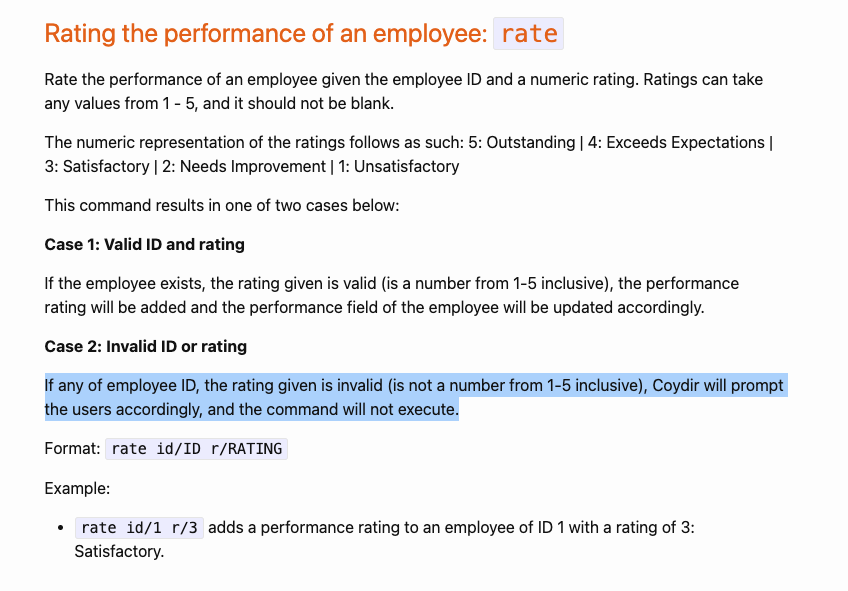 Rating the performance of an employee: rate
Rate the performance of an employee given the employee ID and a numeric rating. Ratings can take
any values from 1 - 5, and it should not be blank.
The numeric representation of the ratings follows as such: 5: Outstanding | 4: Exceeds Expectations |
3: Satisfactory | 2: Needs Improvement | 1: Unsatisfactory
This command results in one of two cases below:
Case 1: Valid ID and rating
If the employee exists, the rating given is valid (is a number from 1-5 inclusive), the performance
rating will be added and the performance field of the employee will be updated accordingly.
Case 2: Invalid ID or rating
If any of employee ID, the rating given is invalid (is not a number from 1-5 inclusive), Coydir will prompt
the users accordingly, and the command will not execute.
Format: rate id/ID r/RATING
Example:
• rate id/1 r/3 adds a performance rating to an employee of ID 1 with a rating of 3:
Satisfactory.